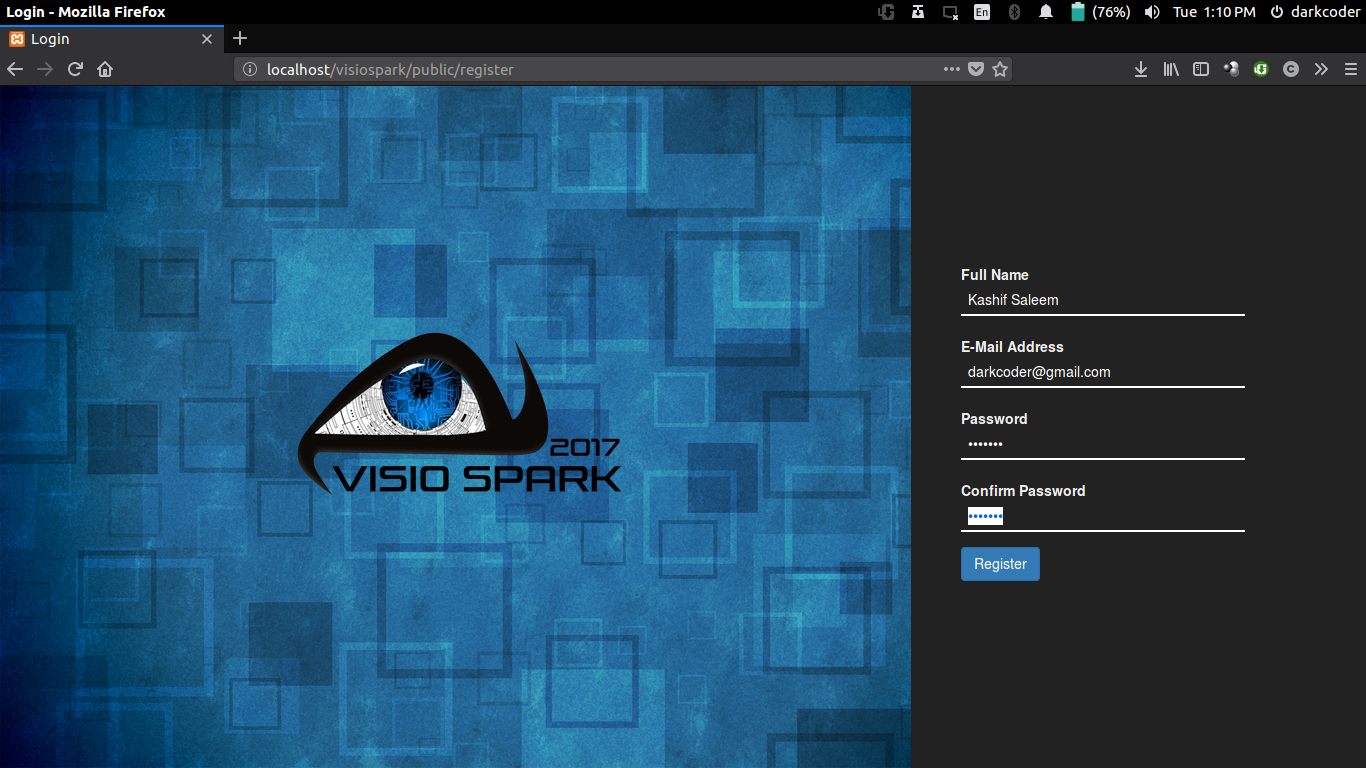 Login - Mozilla Firefox
En
(76%)
Tue 1:10 PM
darkcoder
Login
localhost/visiospark/public/register
Full Name
Kashif Saleem
E-Mail Address
darkcoder@gmail.com
Password
•••••••
Confirm Password
•••••••
Register
2017
VISIO SPARK